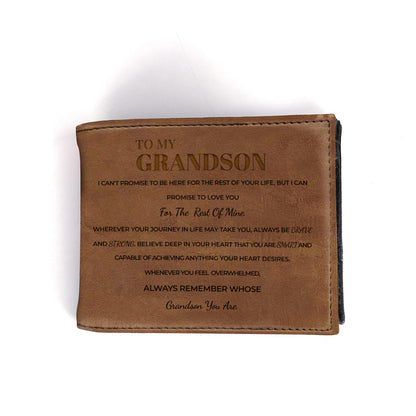 TO MY
GRANDSON
I CAN'T PROMISE TO BE HERE FOR THE REST OF YOUR LIFE, BUT I CAN
PROMISE TO LOVE YOU
For The Rest Of Mine.
WHEREVER YOUR JOURNEY IN LIFE MAY TAKE YOU, ALWAYS BE BRAVE
AND STRONG. BELIEVE DEEP IN YOUR HEART THAT YOU ARE SMART AND
CAPABLE OF ACHIEVING ANYTHING YOUR HEART DESIRES.
WHENEVER YOU FEEL OVERWHELMED,
ALWAYS REMEMBER WHOSE
Grandson You Are.